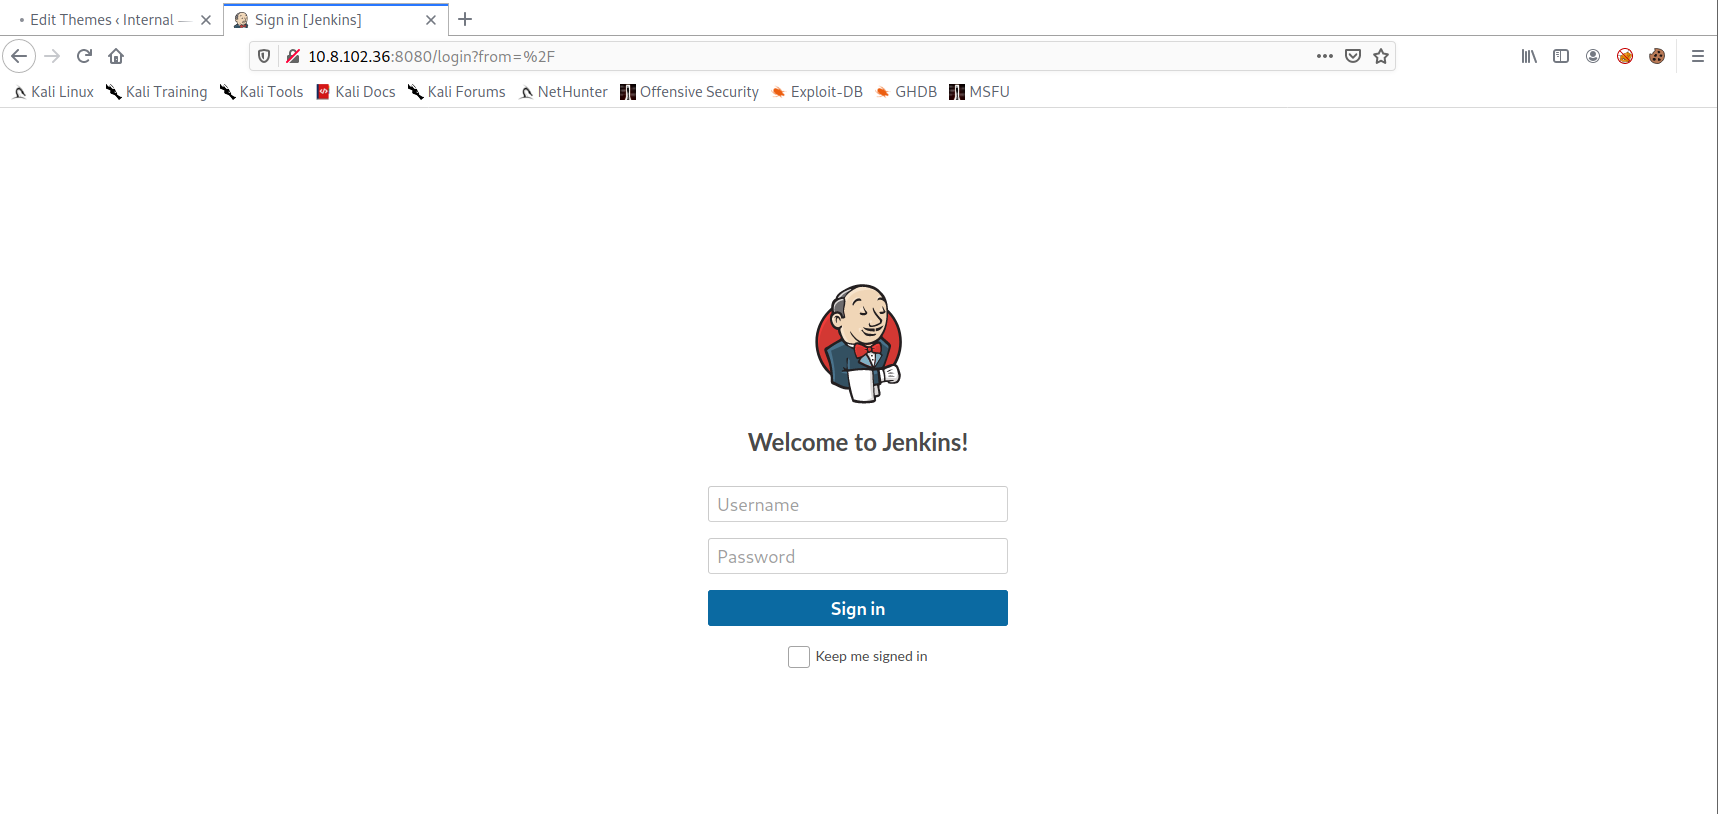 Edit Themes ‹ Internal —
Sign in [Jenkins]
10.8.102.36:8080/login?from=%2F
Kali Linux Kali Training Kali Tools Kali Docs Kali Forums NetHunter Offensive Security Exploit-DB GHDB MSFU
Welcome to Jenkins!
Username
Password
Sign in
Keep me signed in